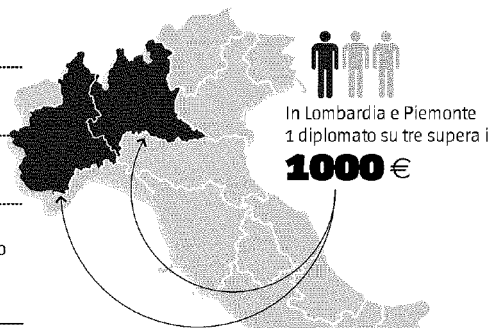 In Lombardia e Piemonte
1 diplomato su tre supera i
1000 €
o